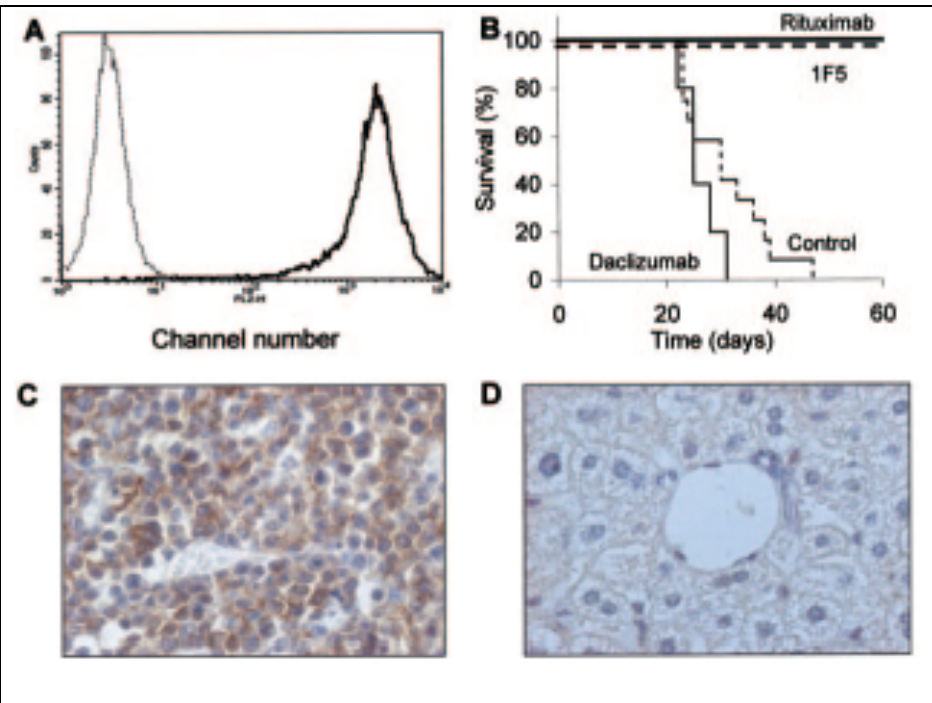 A
Counts
Channel number
B
Rituximab
1F5
Control
Daclizumab
Survival (%)
100
80
60
40
20
0
0 20 40 60
Time (days)
C
D